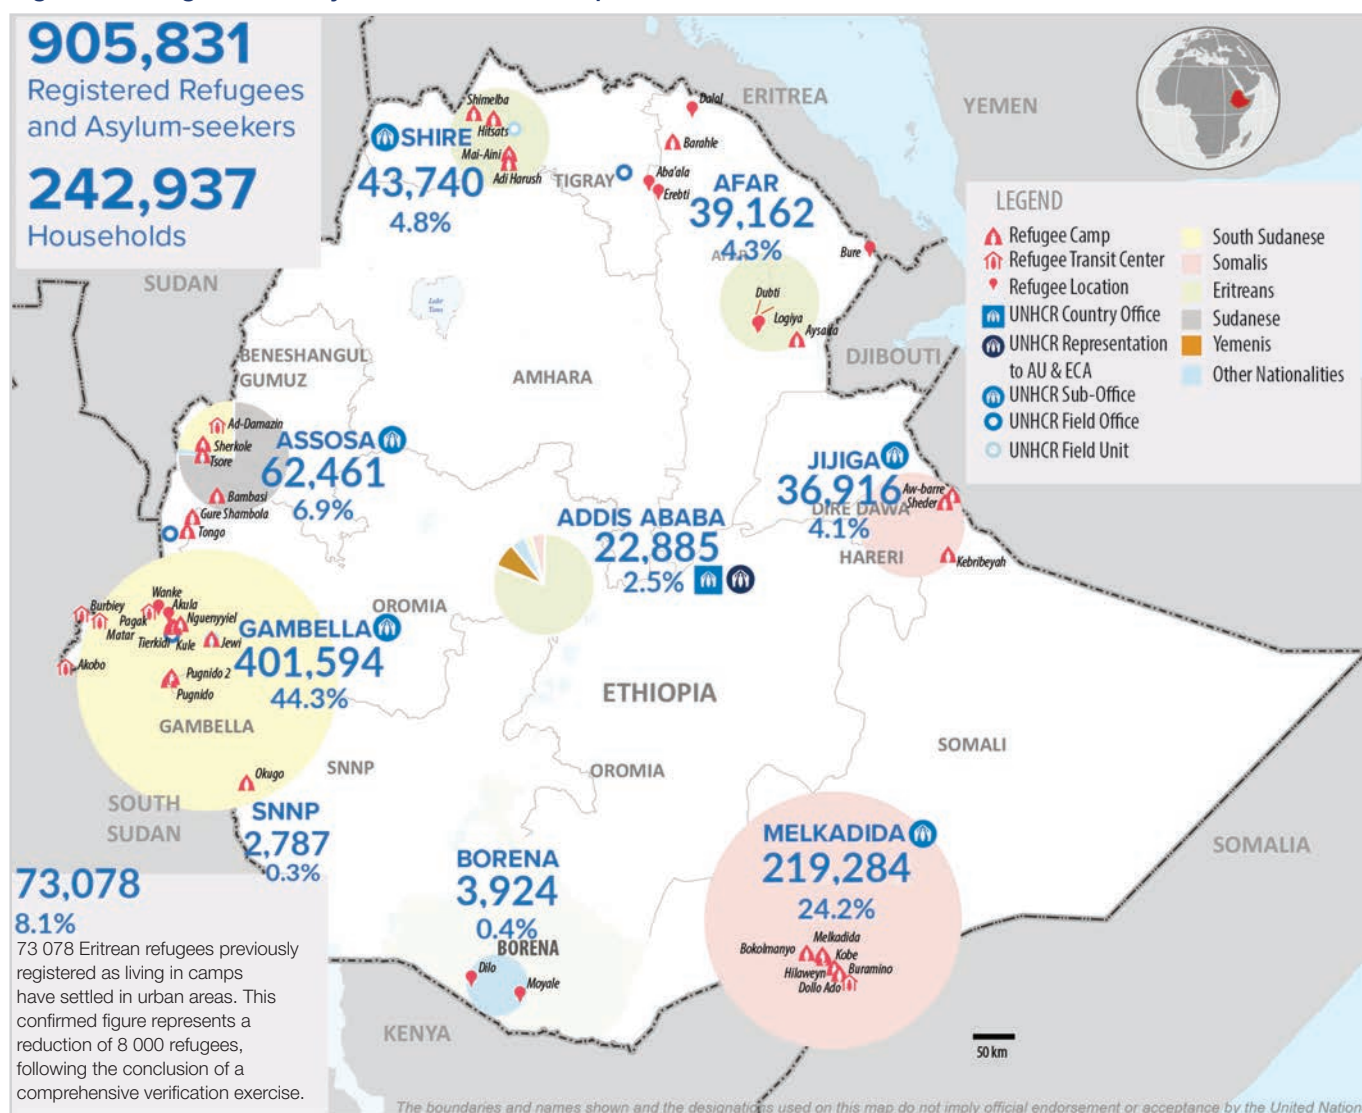 905,831
Registered Refugees
and Asylum-seekers
242,937
Households
SUDAN
ERITREA
YEMEN
Shimelba
Hitsats
Mai-Aini
Adi Harush
SHIRE
43,740
4.8%
TIGRAY
Dalal
Barahle
Aba'ala
Erebti
AFAR
39,162
4.3%
Bure
Dubti
Logiya
Aysaita
DJIBOUTI
LEGEND
Refugee Camp
Refugee Transit Center
Refugee Location
UNHCR Country Office
UNHCR Representation
to AU & ECA
UNHCR Sub-Office
UNHCR Field Office
UNHCR Field Unit
South Sudanese
Somalis
Eritreans
Sudanese
Yemenis
Other Nationalities
Lake
Tana
BENESHANGUL
GUMUZ
AMHARA
Ad-Damazin
Sherkole
Tsore
Bambasi
Gure Shambola
Tongo
ASSOSA
62,461
6.9%
JIJIGA
36,916
4.1%
Aw-barre
Sheder
DIRE DAWA
HARERI
Kebribeyah
ADDIS ABABA
22,885
2.5%
OROMIA
Wanke
Burbiey
Akula
Pagak
Nguenyyiel
Matar
Tierkidi
Kule
Jewi
Akobo
Pugnido 2
Pugnido
GAMBELLA
401,594
44.3%
GAMBELLA
ETHIOPIA
SOMALI
Okugo
SNNP
OROMIA
SOUTH
SUDAN
SNNP
2,787
0.3%
MELKADIDA
219,284
24.2%
Melkadida
Bokolmanyo
Kobe
Hilaweyn
Buramino
Dollo Ado
SOMALIA
BORENA
3,924
0.4%
BORENA
Dilo
Moyale
KENYA
73,078
8.1%
73 078 Eritrean refugees previously
registered as living in camps
have settled in urban areas. This
confirmed figure represents a
reduction of 8 000 refugees,
following the conclusion of a
comprehensive verification exercise.
50 km
The boundaries and names shown and the designations used on this map do not imply official endorsement or acceptance by the United Nation